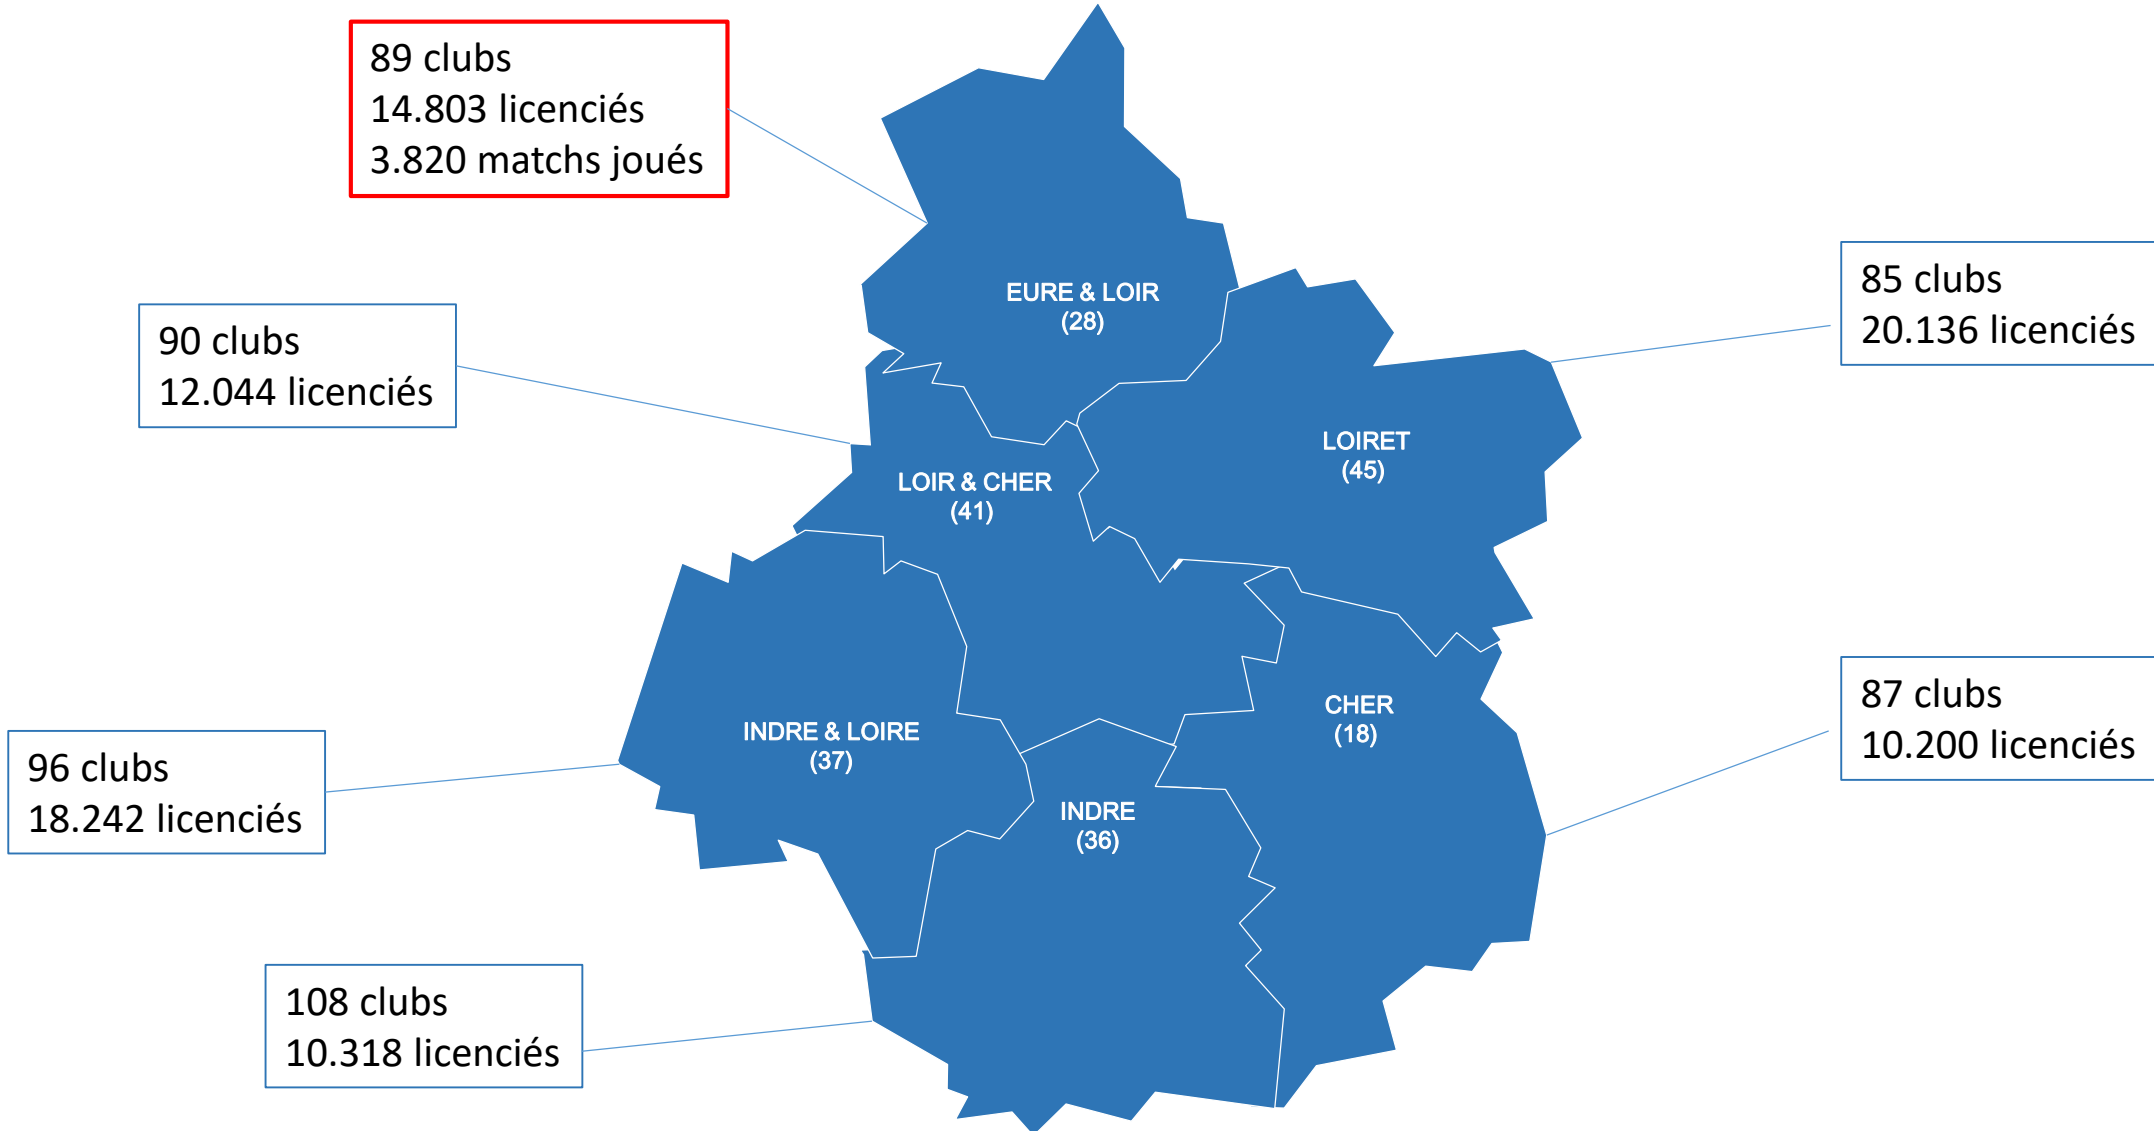 89 clubs
14.803 licenciés
3.820 matchs joués
85 clubs
20.136 licenciés
EURE & LOIR
(28)
90 clubs
12.044 licenciés
LOIRET
(45)
LOIR & CHER
(41)
87 clubs
10.200 licenciés
CHER
(18)
INDRE & LOIRE
(37)
96 clubs
18.242 licenciés
INDRE
(36)
108 clubs
10.318 licenciés